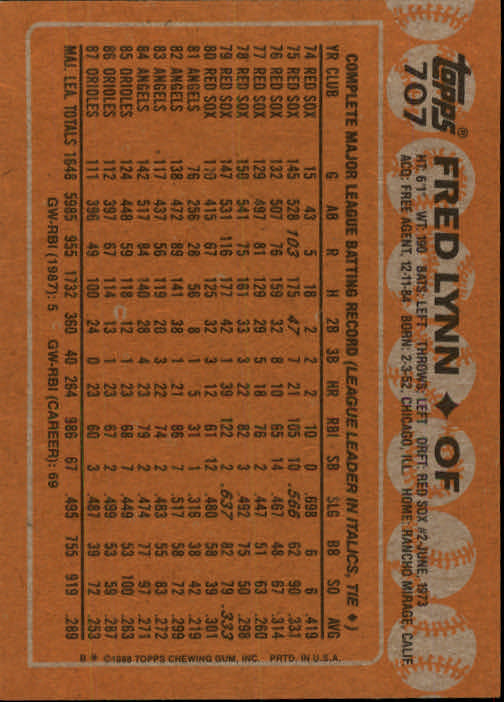 topps®
707
FRED LYNN ♦ OF
HT: 6'1" WT: 190 BATS: LEFT THROWS: LEFT DRFT: RED SOX #2-JUNE, 1973
ACQ: FREE AGENT, 12-11-84 BORN: 2-3-52, CHICAGO, ILL. HOME: RANCHO MIRAGE, CALIF.
COMPLETE MAJOR LEAGUE BATTING RECORD (LEAGUE LEADER IN ITALICS, TIE ♦)
YR CLUB G AB R H 2B 3B HR RBI SB SLG BB SO AVG
74 RED SOX 15 43 5 18 2 2 2 10 0 .698 6 6 .419
75 RED SOX 145 528 103 175 47 7 21 105 10 .566 62 90 .331
76 RED SOX 132 507 76 159 32 8 10 65 14 .467 48 67 .314
77 RED SOX 129 497 81 129 29 5 18 76 2 .447 51 63 .260
78 RED SOX 150 541 75 161 33 3 22 82 3 .492 75 50 .298
79 RED SOX 147 531 116 177 42 1 39 122 2 .637 82 79 .333
80 RED SOX 110 415 67 125 32 3 12 61 12 .480 58 39 .301
81 ANGELS 76 256 28 56 8 1 5 31 1 .316 38 42 .219
82 ANGELS 138 472 89 141 38 1 21 86 7 .517 58 72 .299
83 ANGELS 117 437 56 119 20 3 22 74 2 .483 55 83 .272
84 ANGELS 142 517 84 140 28 4 23 79 2 .474 77 97 .271
85 ORIOLES 124 448 59 118 12 1 23 68 7 .449 53 100 .263
86 ORIOLES 112 397 67 114 13 1 23 67 2 .499 53 59 .287
87 ORIOLES 111 396 49 100 24 0 23 60 3 .487 39 72 .253
MAJ. LEA. TOTALS 1648 5985 955 1732 360 40 264 986 67 .495 755 919 .289
GW-RBI (1987): 5 GW-RBI (CAREER): 69
B * ©1988 TOPPS CHEWING GUM, INC. PRTD. IN U.S.A.